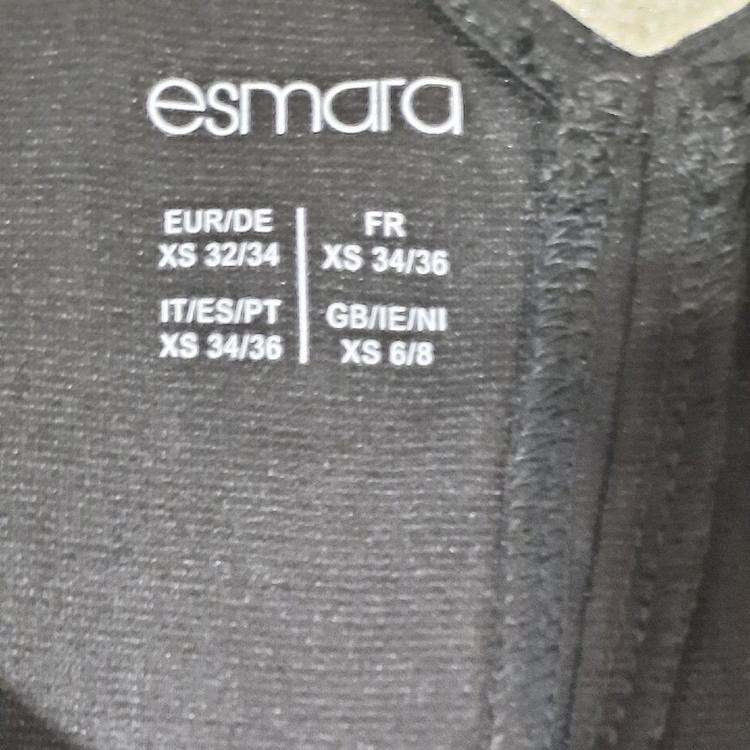 esmara
EUR/DE
XS 32/34
FR
XS 34/36
IT/ES/PT
XS 34/36
GB/IE/NI
XS 6/8